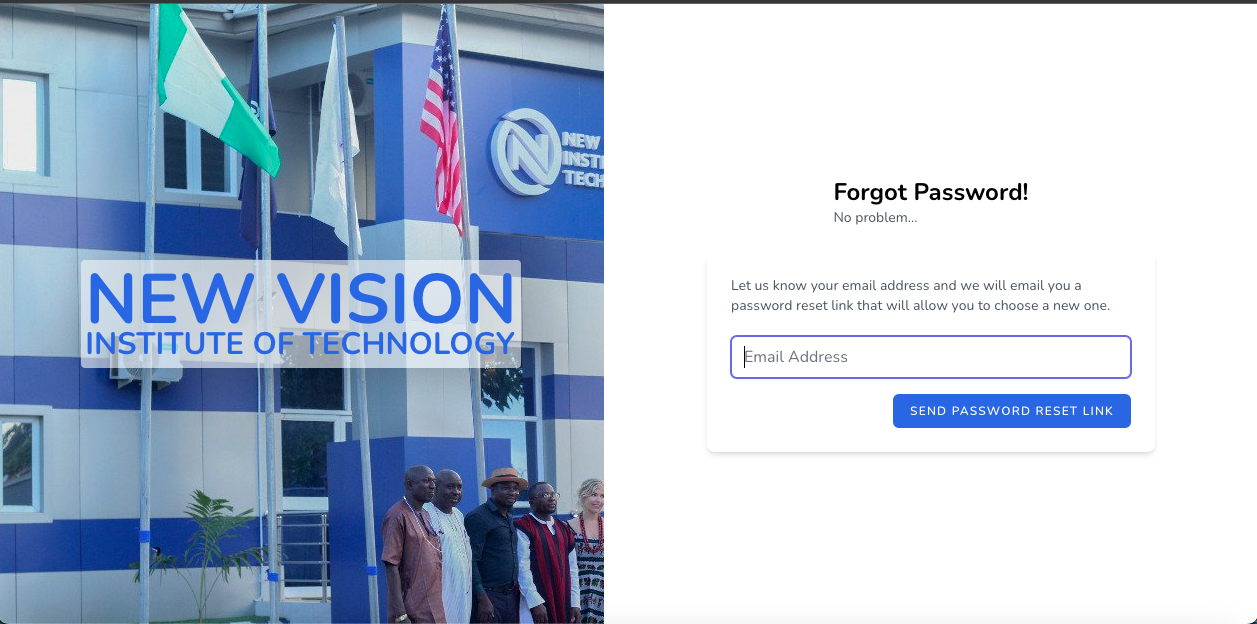 NEW
INST
TECH
NEW VISION
INSTITUTE OF TECHNOLOGY
Forgot Password!
No problem...
Let us know your email address and we will email you a
password reset link that will allow you to choose a new one.
Email Address
SEND PASSWORD RESET LINK